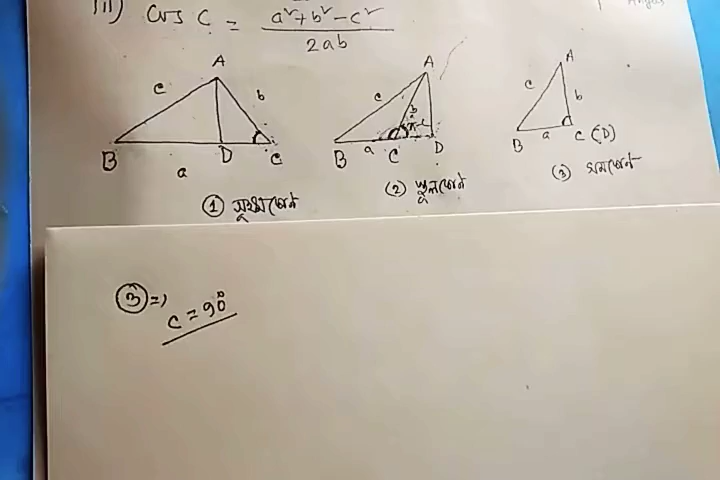 iii) Cos C = a²+b²-c² / 2ab
A A A
c b c b c b
B D C B C D B C (D)
a a a
① সূক্ষ্মকোণ (2) স্থূলকোণ (3) সমকোণ
③ => C = 90°